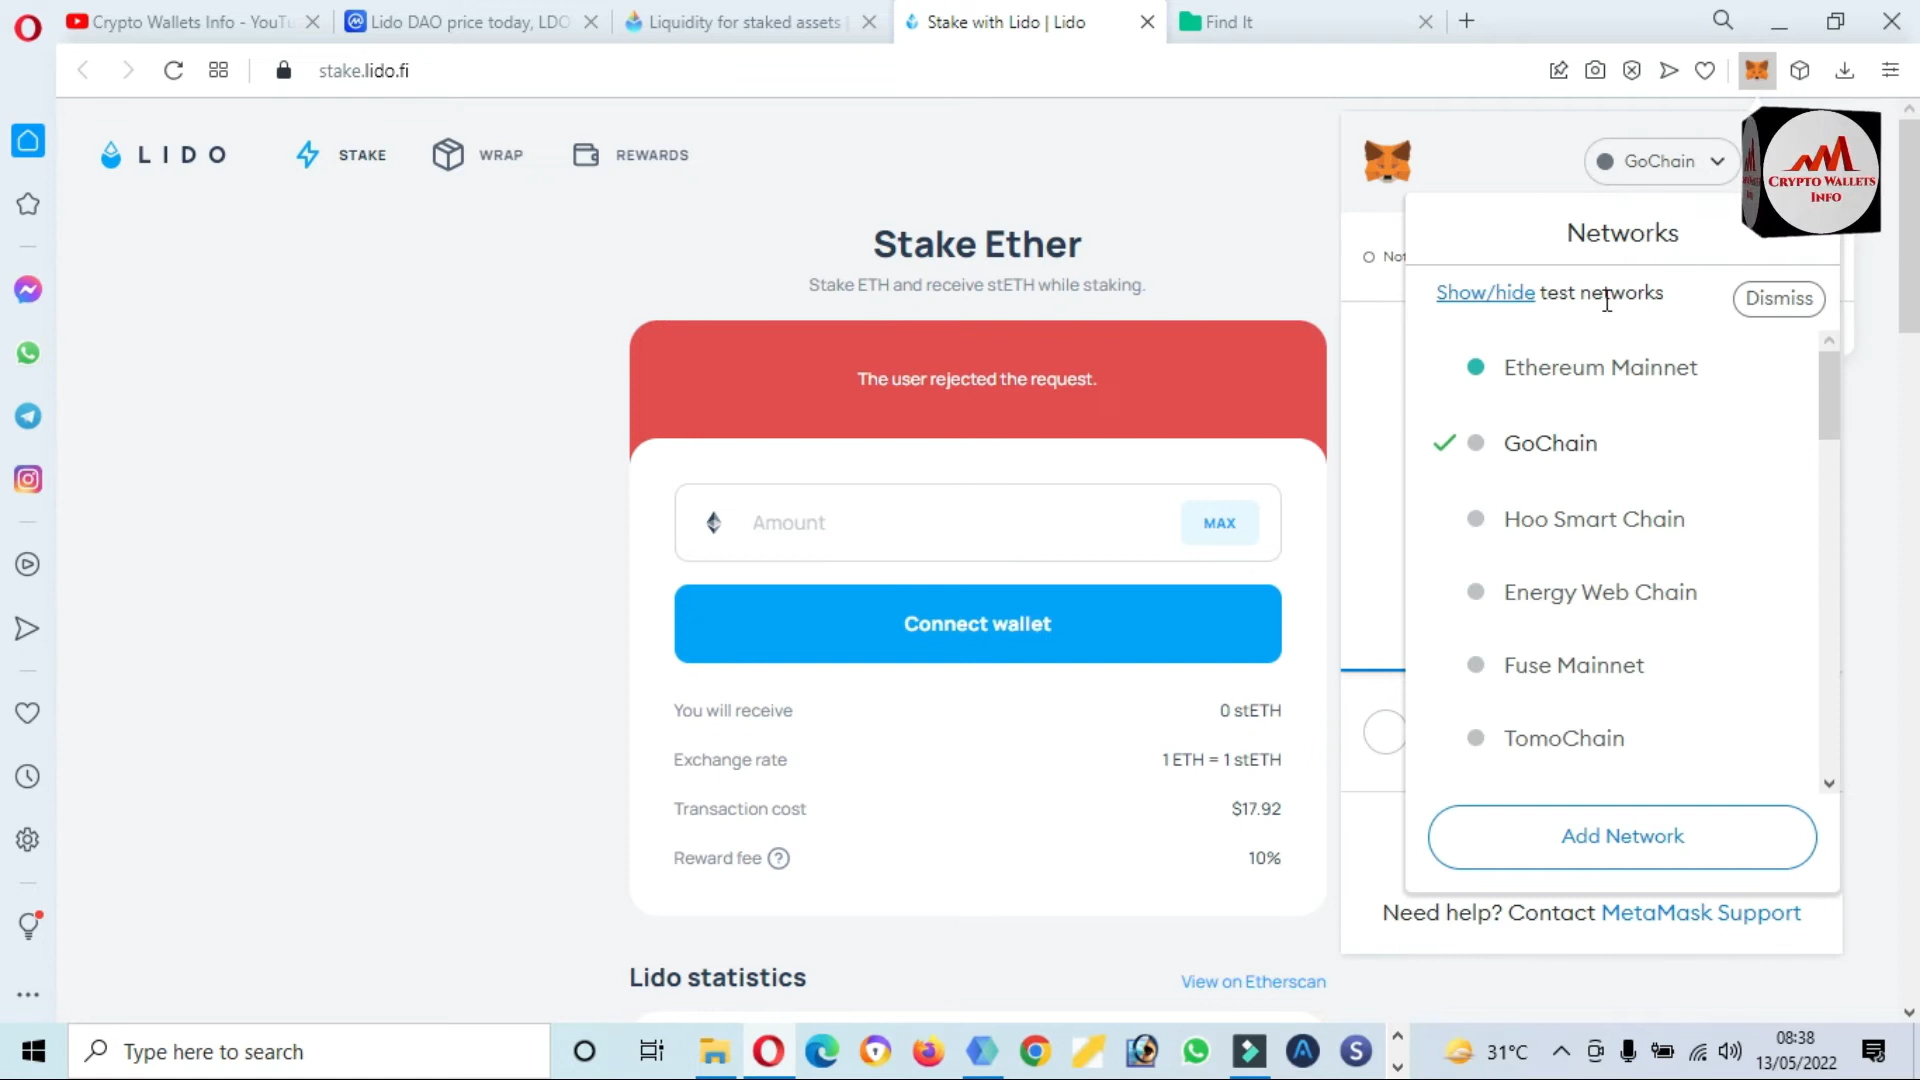 Crypto Wallets Info - YouTu
Lido DAO price today, LDO
Liquidity for staked assets
Stake with Lido | Lido
Find It
stake.lido.fi
LIDO
STAKE
WRAP
REWARDS
GoChain
CRYPTO WALLETS
INFO
Stake Ether
Stake ETH and receive stETH while staking.
The user rejected the request.
Amount
MAX
Connect wallet
You will receive
0 stETH
Exchange rate
1 ETH = 1 stETH
Transaction cost
$17.92
Reward fee ?
10%
Lido statistics
View on Etherscan
Not
Networks
Show/hide test networks
Dismiss
Ethereum Mainnet
GoChain
Hoo Smart Chain
Energy Web Chain
Fuse Mainnet
TomoChain
Add Network
Need help? Contact MetaMask Support
Type here to search
31°C
08:38
13/05/2022